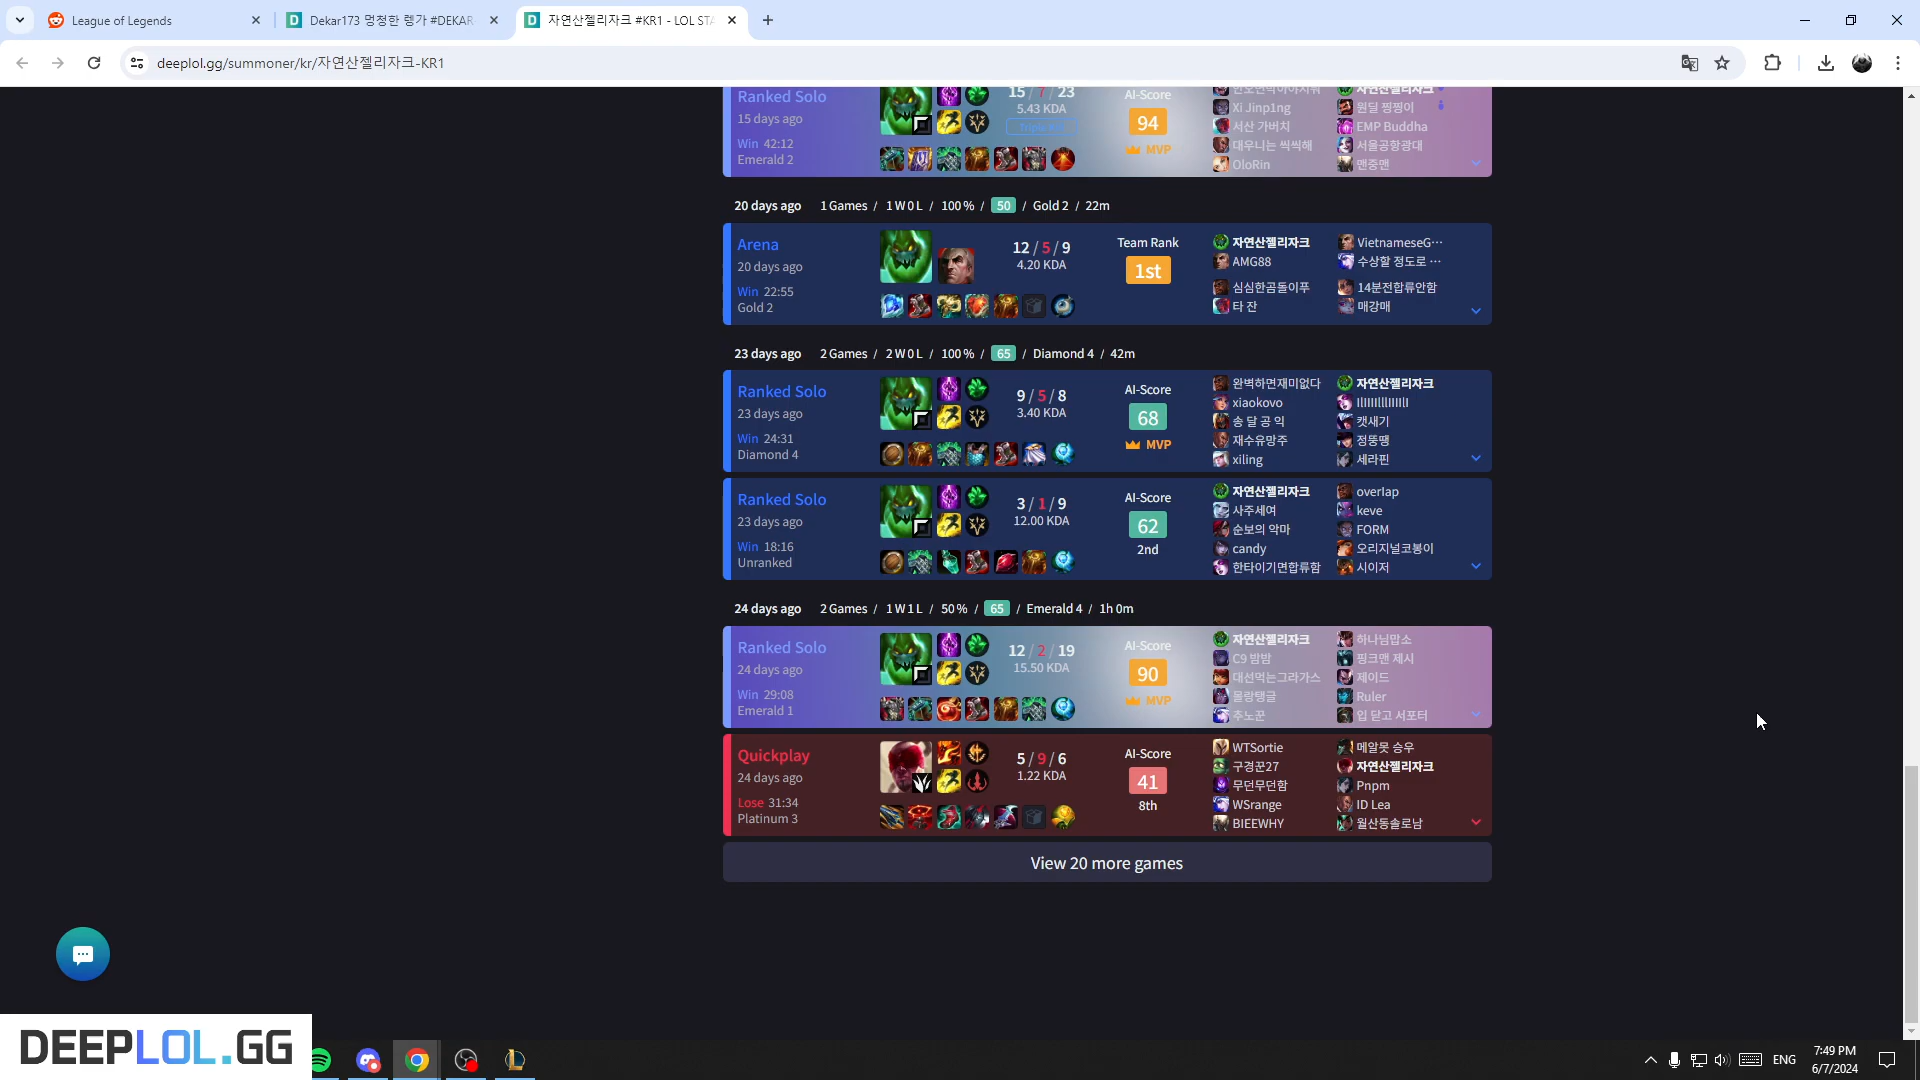 League of Legends
Dekar173 멍청한 렝가 #DEKAR
자연산젤리자크 #KR1 - LOL STA
deeplol.gg/summoner/kr/자연산젤리자크-KR1
Ranked Solo
15 / 7 / 23
AI-Score
자연산젤리자크
15 days ago
5.43 KDA
94
Xi Jinp1ng
원딜 찡찡이
서산 가버치
EMP Buddha
Win 42:12
MVP
대우니는 씩씩해
서울공항광대
Emerald 2
OloRin
맨중맨
20 days ago 1 Games / 1 W 0 L / 100 % / 50 / Gold 2 / 22m
Arena
12 / 5 / 9
Team Rank
자연산젤리자크
VietnameseG···
20 days ago
4.20 KDA
1st
AMG88
수상할 정도로 ···
Win 22:55
심심한곰돌이푸
14분전합류안함
Gold 2
타 잔
매강매
23 days ago 2 Games / 2 W 0 L / 100 % / 65 / Diamond 4 / 42m
Ranked Solo
9 / 5 / 8
AI-Score
완벽하면재미없다
자연산젤리자크
23 days ago
3.40 KDA
68
xiaokovo
송 달 공 익
캣새기
Win 24:31
MVP
재수유망주
정뚱땡
Diamond 4
xiling
세라핀
Ranked Solo
3 / 1 / 9
AI-Score
자연산젤리자크
overlap
23 days ago
12.00 KDA
62
사주세여
keve
순보의 악마
FORM
Win 18:16
2nd
candy
오리지널코봉이
Unranked
한타이기면합류함
시이저
24 days ago 2 Games / 1 W 1 L / 50 % / 65 / Emerald 4 / 1h 0m
Ranked Solo
12 / 2 / 19
AI-Score
자연산젤리자크
하나님맙소
24 days ago
15.50 KDA
90
C9 밤밤
핑크맨 제시
대선먹는그라가스
제이드
Win 29:08
MVP
몰랑탱글
Ruler
Emerald 1
추노꾼
입 닫고 서포터
Quickplay
5 / 9 / 6
AI-Score
WTSortie
메알못 승우
24 days ago
1.22 KDA
41
구경꾼27
자연산젤리자크
무던무던함
Pnpm
Lose 31:34
8th
WSrange
ID Lea
Platinum 3
BIEEWHY
월산동솔로남
View 20 more games
DEEPLOL.GG
ENG
7:49 PM
6/7/2024